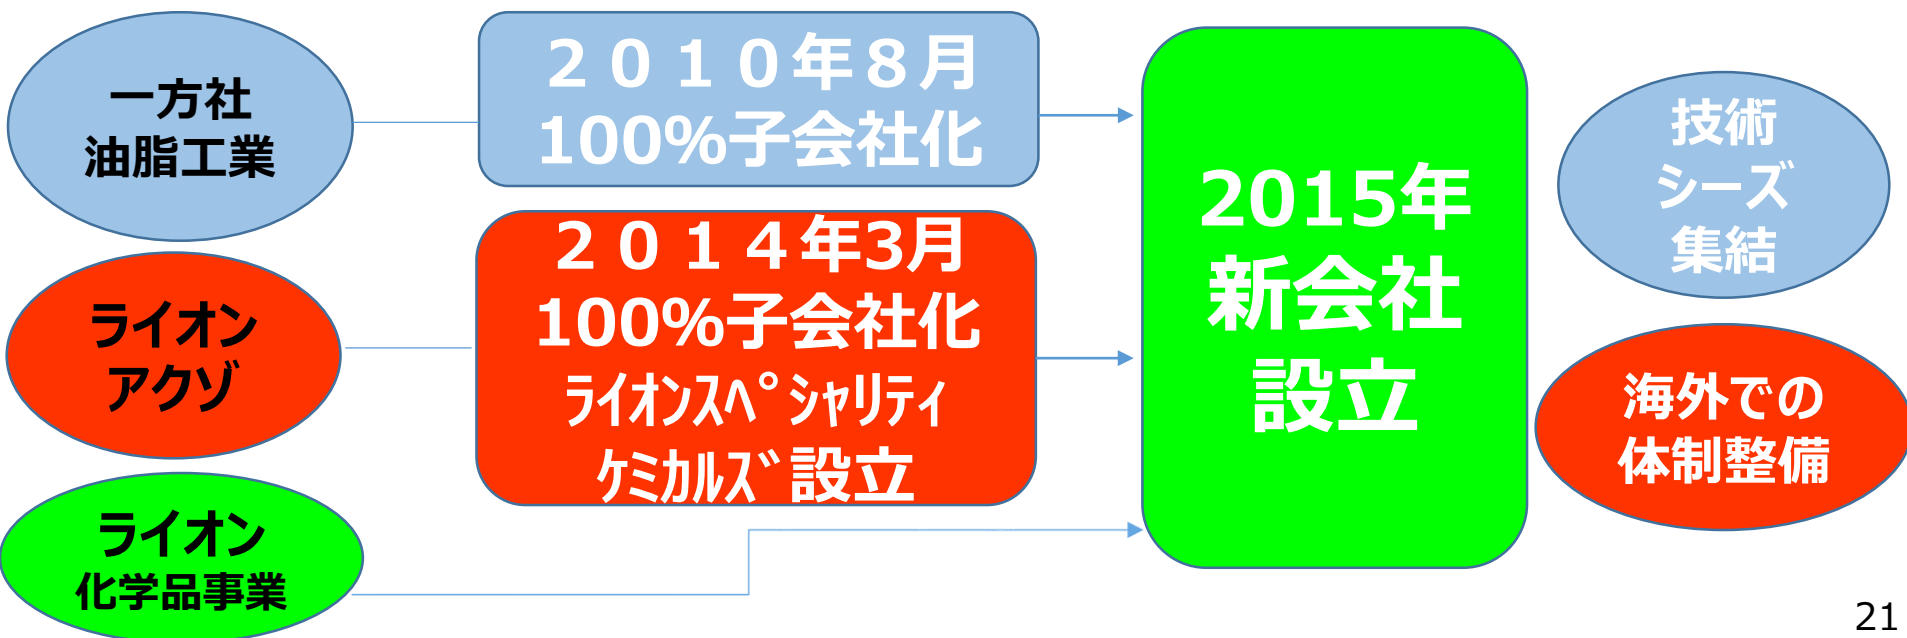 一方社
油脂工業
２０１０年８月
100%子会社化
ライオン
アクゾ
２０１４年3月
100%子会社化
ﾗｲｵﾝｽﾍﾟｼｬﾘﾃｨ
ｹﾐｶﾙｽﾞ設立
ライオン
化学品事業
2015年
新会社
設立
技術
シーズ
集結
海外での
体制整備
21